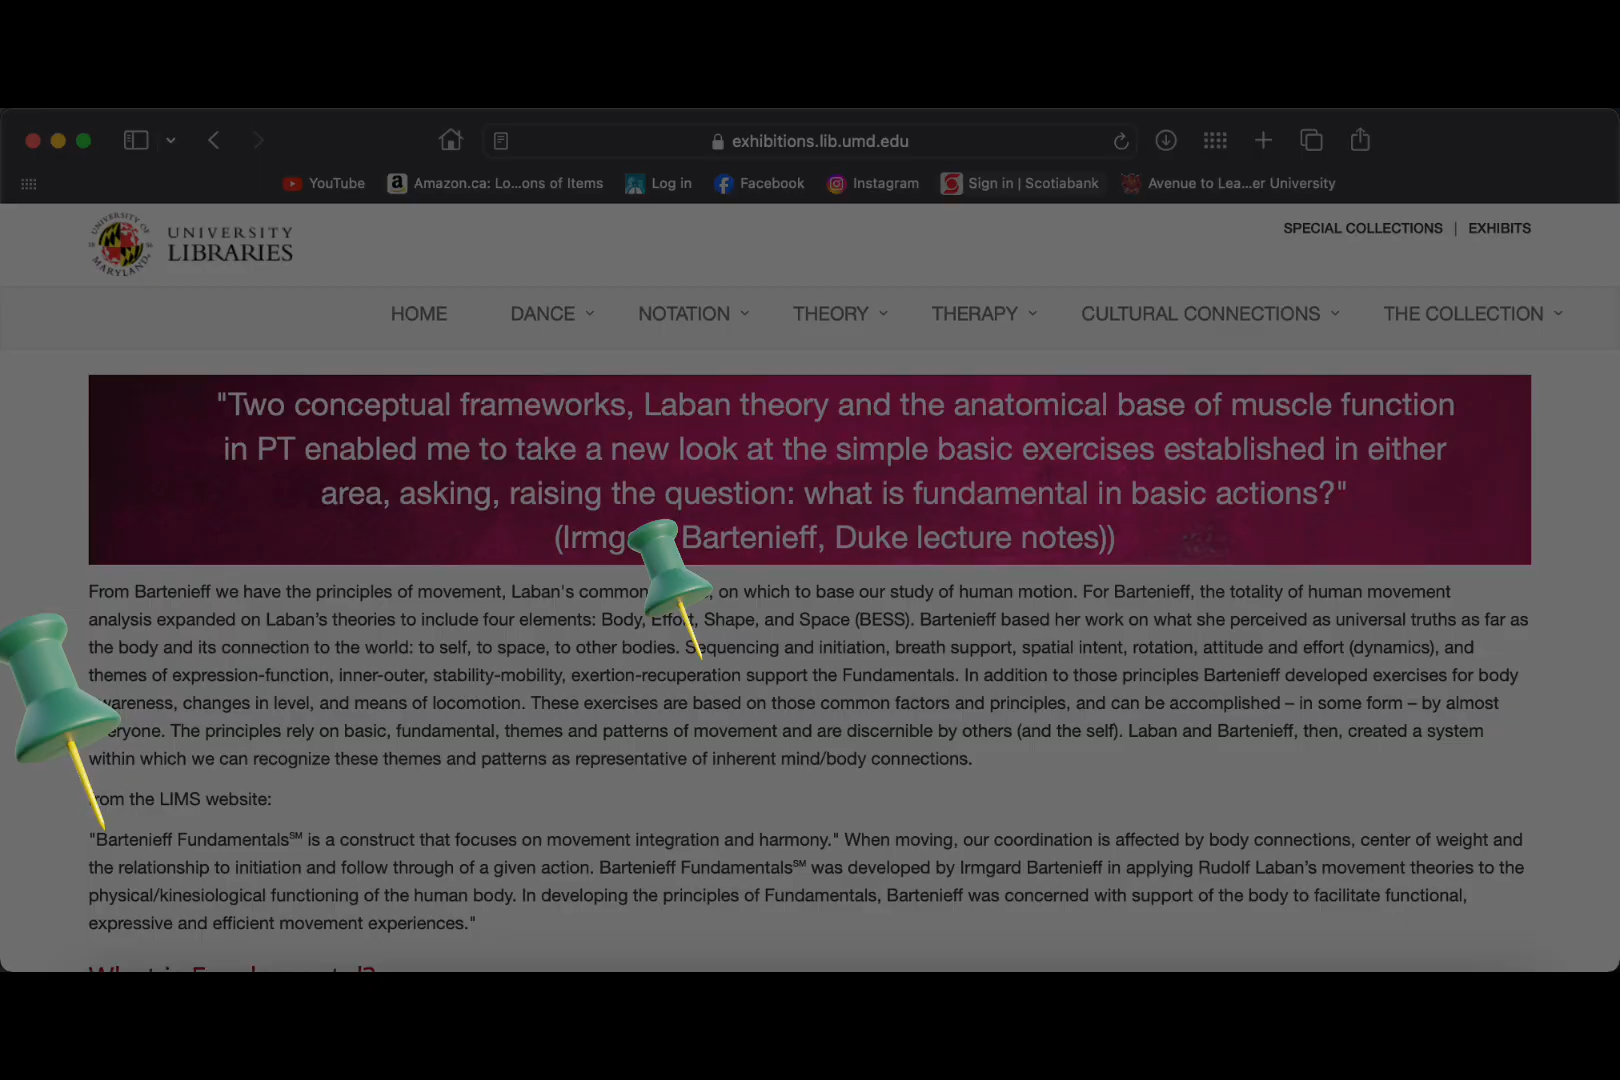 exhibitions.lib.umd.edu
YouTube
Amazon.ca: Lo...ons of Items
Log in
Facebook
Instagram
Sign in | Scotiabank
Avenue to Lea...er University
UNIVERSITY OF MARYLAND
18 56
UNIVERSITY
LIBRARIES
SPECIAL COLLECTIONS | EXHIBITS
HOME DANCE NOTATION THEORY THERAPY CULTURAL CONNECTIONS THE COLLECTION
"Two conceptual frameworks, Laban theory and the anatomical base of muscle function
in PT enabled me to take a new look at the simple basic exercises established in either
area, asking, raising the question: what is fundamental in basic actions?"
Bartenieff, Duke lecture notes))
From Bartenieff we have the principles of movement, Laban's common on which to base our study of human motion. For Bartenieff, the totality of human movement
analysis expanded on Laban's theories to include four elements: Body, Effort, Shape, and Space (BESS). Bartenieff based her work on what she perceived as universal truths as far as
the body and its connection to the world: to self, to space, to other bodies. Sequencing and initiation, breath support, spatial intent, rotation, attitude and effort (dynamics), and
themes of expression-function, inner-outer, stability-mobility, exertion-recuperation support the Fundamentals. In addition to those principles Bartenieff developed exercises for body
changes in level, and means of locomotion. These exercises are based on those common factors and principles, and can be accomplished – in some form – by almost
The principles rely on basic, fundamental, themes and patterns of movement and are discernible by others (and the self). Laban and Bartenieff, then, created a system
within which we can recognize these themes and patterns as representative of inherent mind/body connections.
From the LIMS website:
"Bartenieff Fundamentals℠ is a construct that focuses on movement integration and harmony." When moving, our coordination is affected by body connections, center of weight and
the relationship to initiation and follow through of a given action. Bartenieff Fundamentals℠ was developed by Irmgard Bartenieff in applying Rudolf Laban's movement theories to the
physical/kinesiological functioning of the human body. In developing the principles of Fundamentals, Bartenieff was concerned with support of the body to facilitate functional,
expressive and efficient movement experiences."